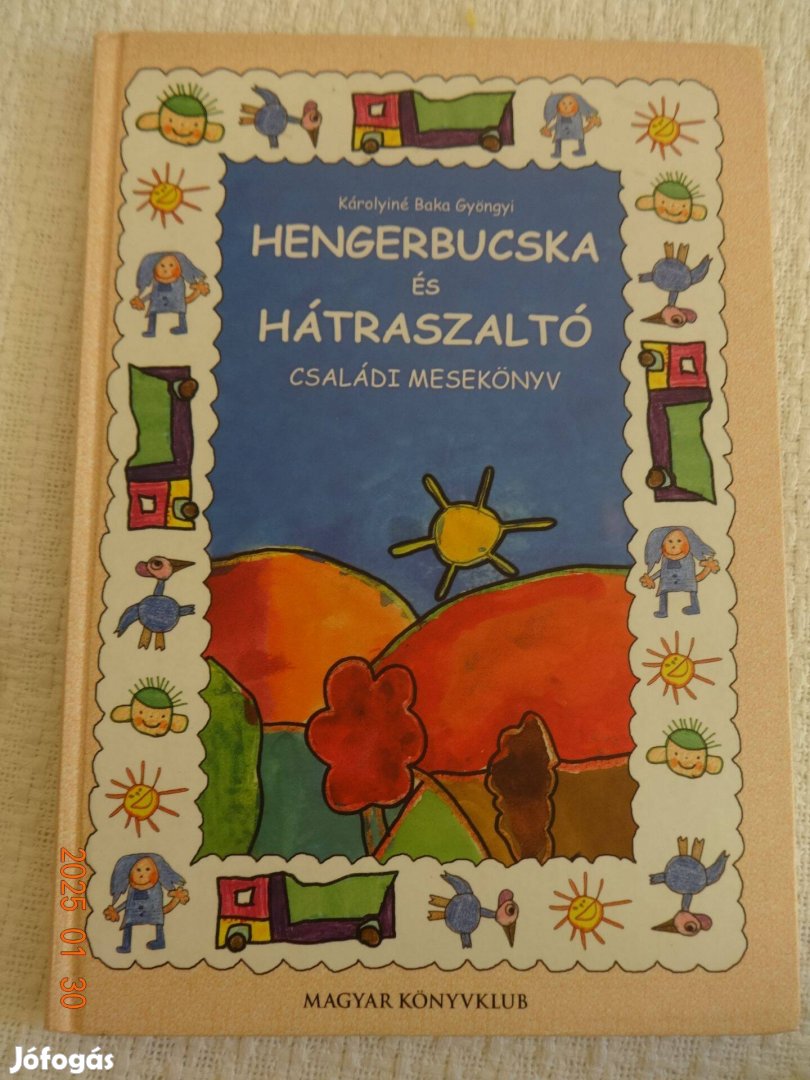 Károlyiné Baka Gyöngyi
HENGERBUCSKA
ÉS
HÁTRASZALTÓ
CSALÁDI MESEKÖNYV
MAGYAR KÖNYVKLUB
2025 01 30
Jófogás